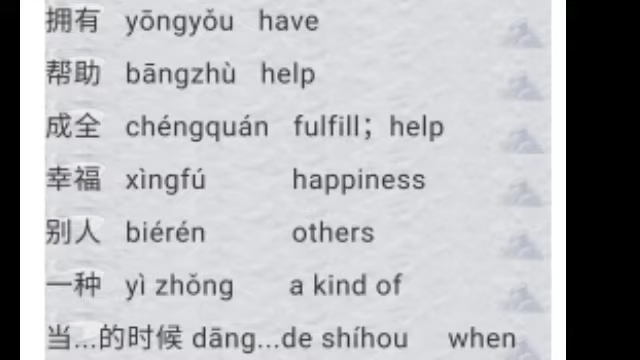 拥有 yōngyǒu have
帮助 bāngzhù help
成全 chéngquán fulfill；help
幸福 xìngfú happiness
别人 biérén others
一种 yì zhǒng a kind of
当...的时候 dāng...de shíhou when